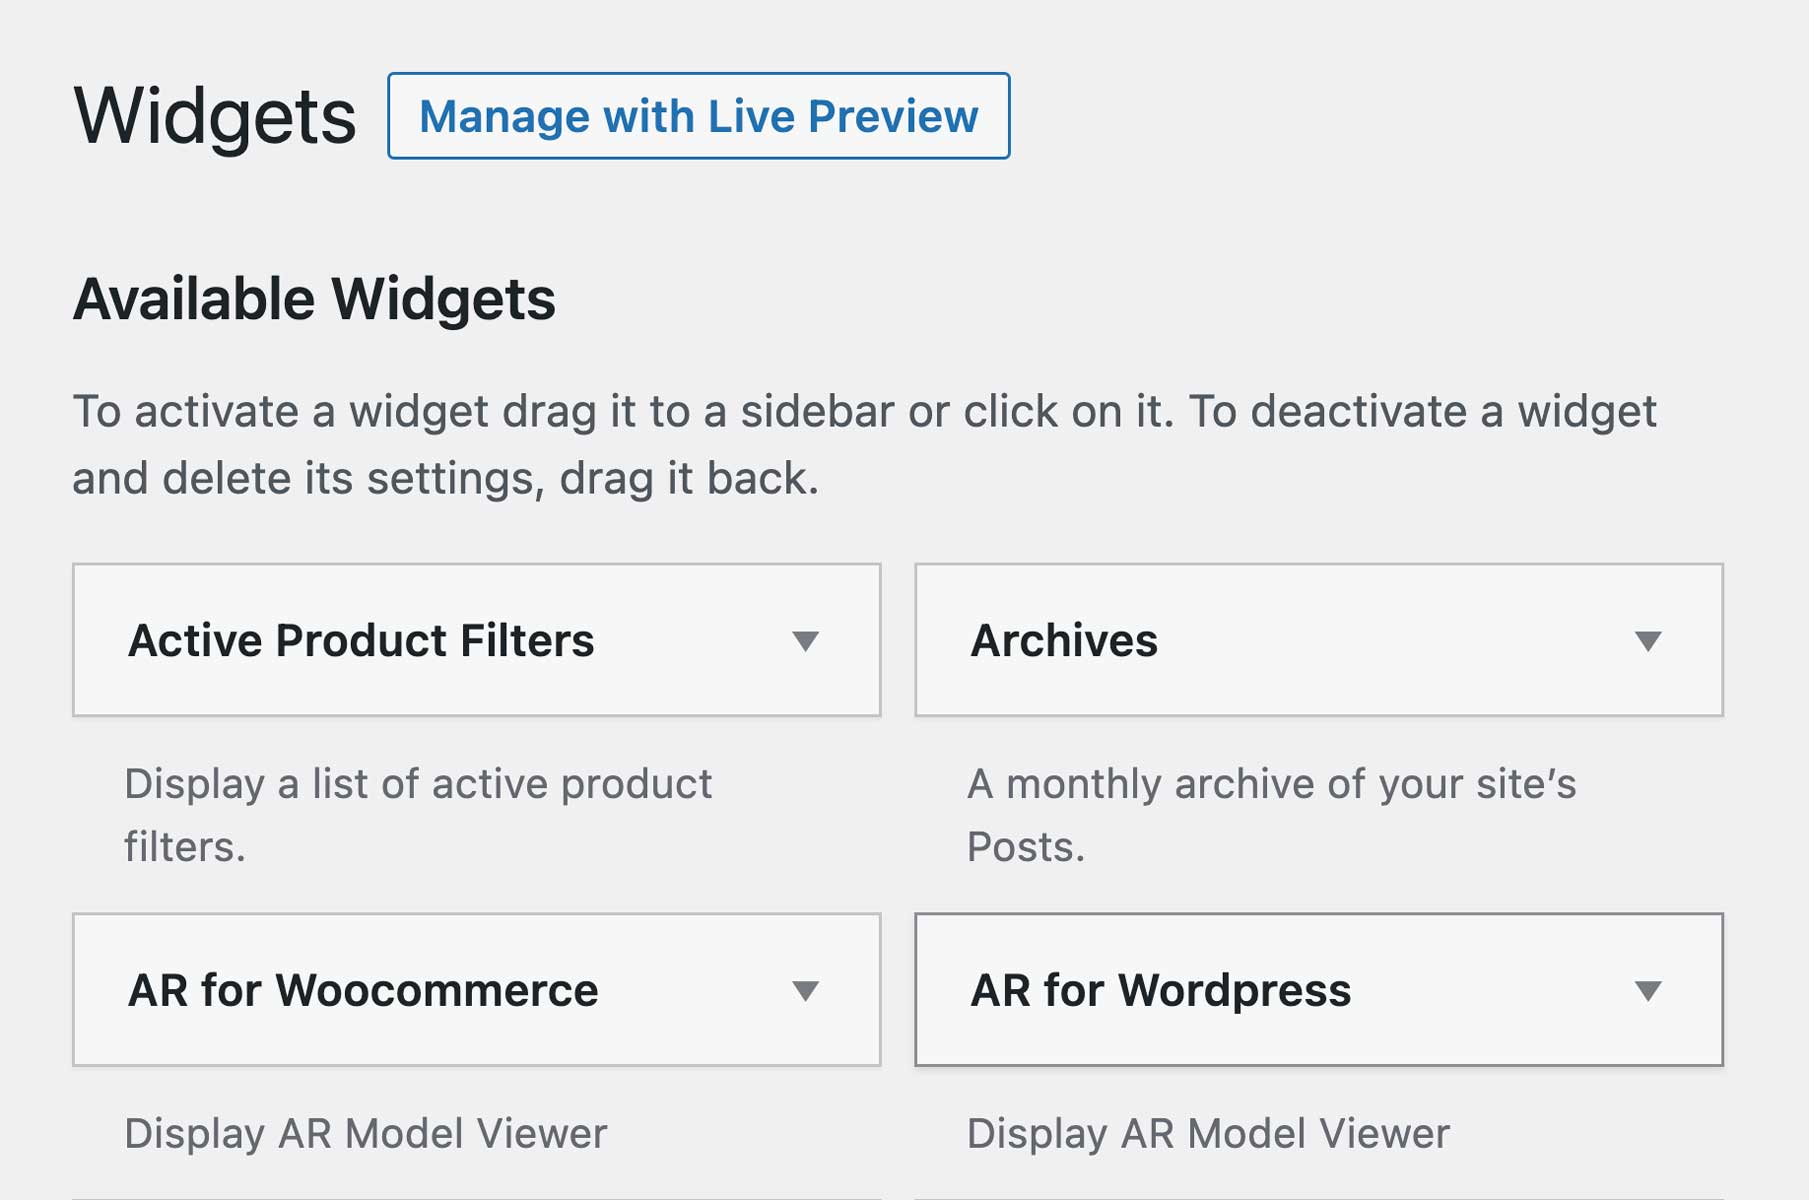 Widgets
Manage with Live Preview
Available Widgets
To activate a widget drag it to a sidebar or click on it. To deactivate a widget
and delete its settings, drag it back.
Active Product Filters
Archives
Display a list of active product
filters.
A monthly archive of your site’s
Posts.
AR for Woocommerce
AR for Wordpress
Display AR Model Viewer
Display AR Model Viewer